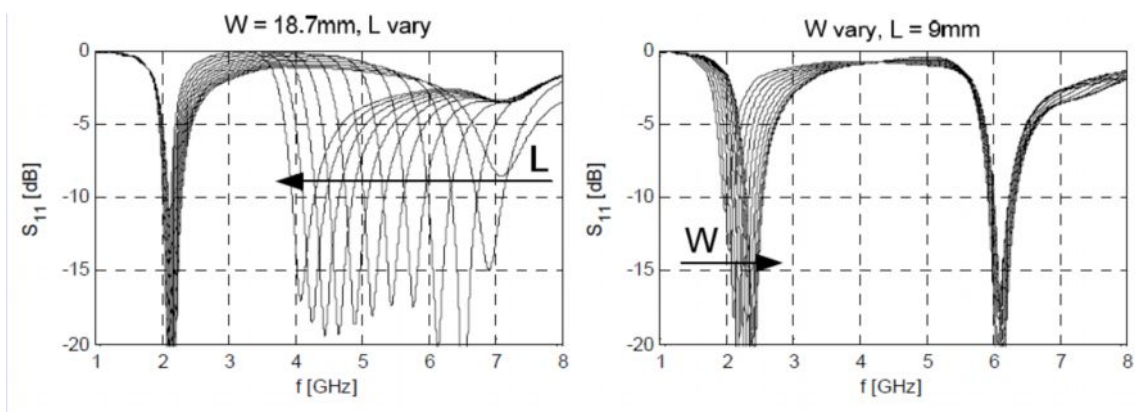 W = 18.7mm, L vary
0
-5
-10
-15
-20
S11 [dB]
L
1 2 3 4 5 6 7 8
f [GHz]
W vary, L = 9mm
0
-5
-10
-15
-20
S11 [dB]
W
1 2 3 4 5 6 7 8
f [GHz]